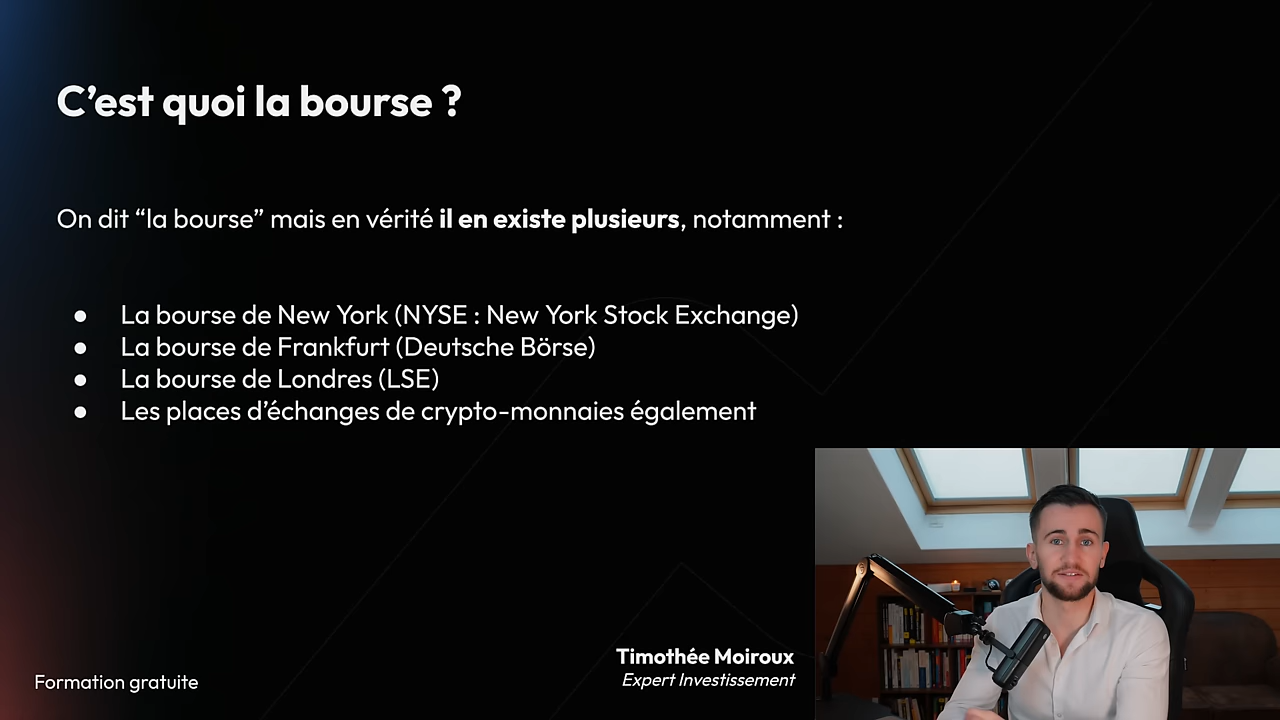 C’est quoi la bourse ?
On dit “la bourse” mais en vérité il en existe plusieurs, notamment :
● La bourse de New York (NYSE : New York Stock Exchange)
● La bourse de Frankfurt (Deutsche Börse)
● La bourse de Londres (LSE)
● Les places d’échanges de crypto-monnaies également
Timothée Moiroux
Expert Investissement
Formation gratuite